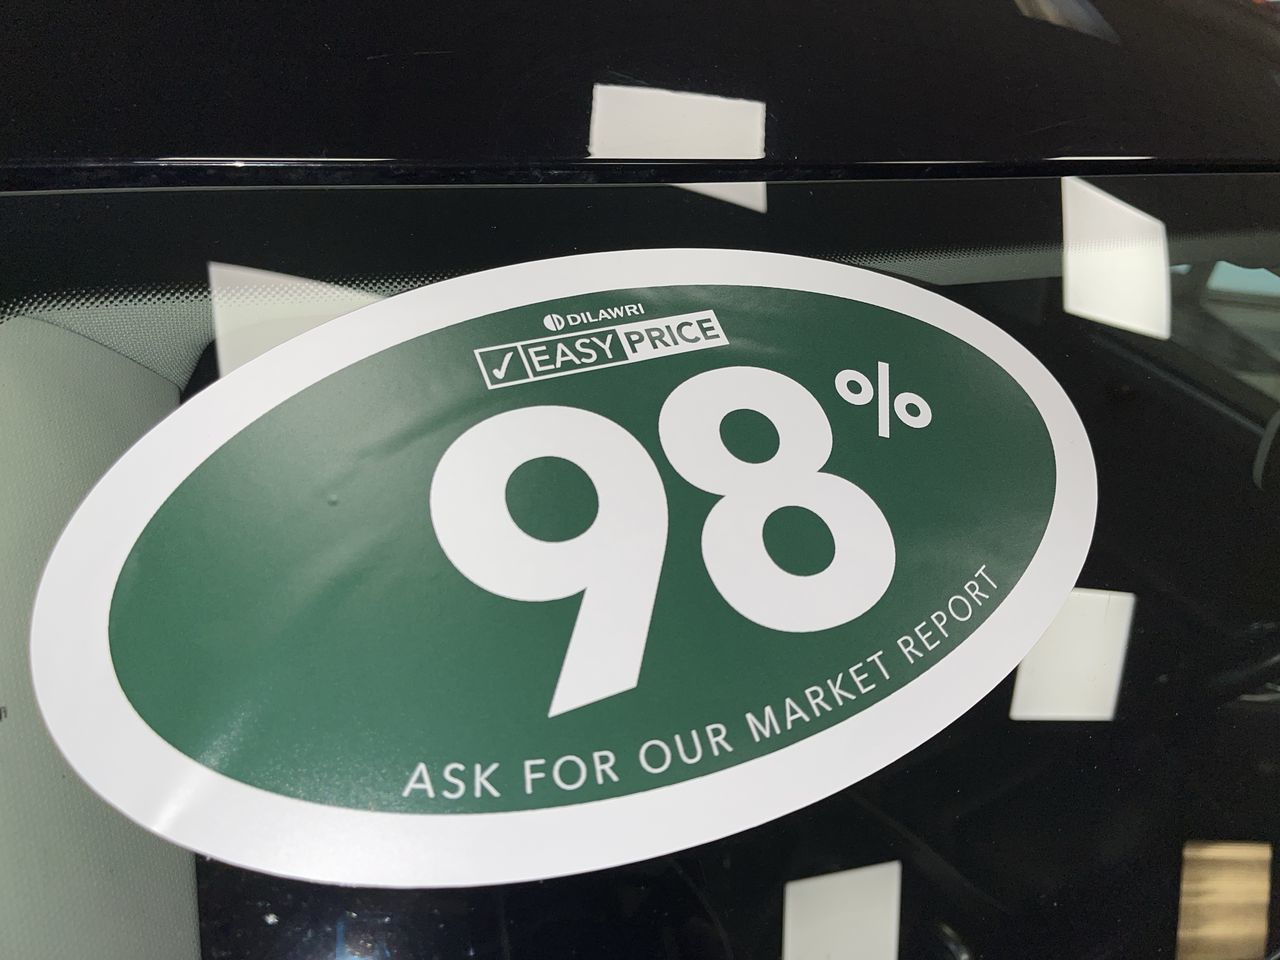 DILAWRI
EASY PRICE
98%
ASK FOR OUR MARKET REPORT